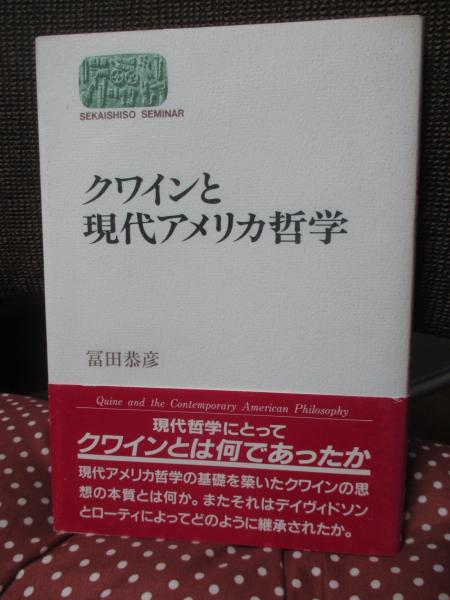 SEKAISHISO SEMINAR
クワインと
現代アメリカ哲学
冨田恭彦
Quine and the Contemporary American Philosophy
現代哲学にとって
クワインとは何であったか
現代アメリカ哲学の基礎を築いたクワインの思
想の本質とは何か。またそれはデイヴィドソン
とローティによってどのように継承されたか。